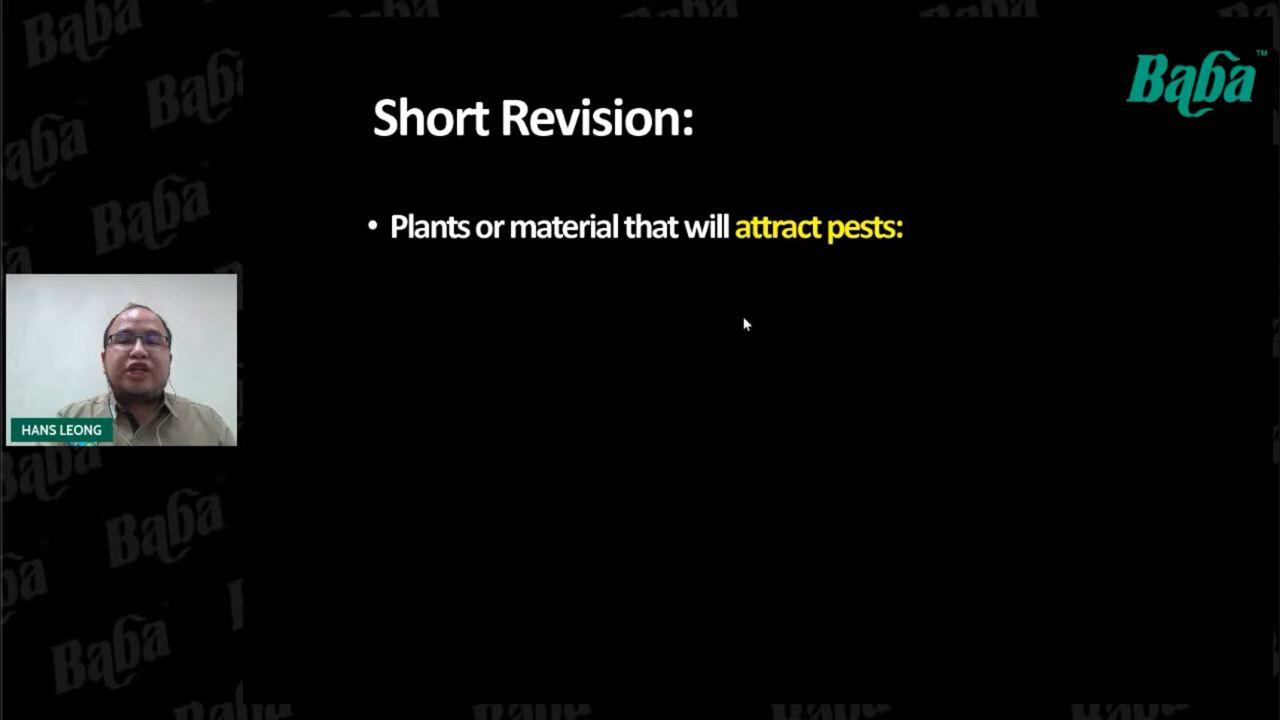 Baba™
Short Revision:
• Plants or material that will attract pests:
HANS LEONG